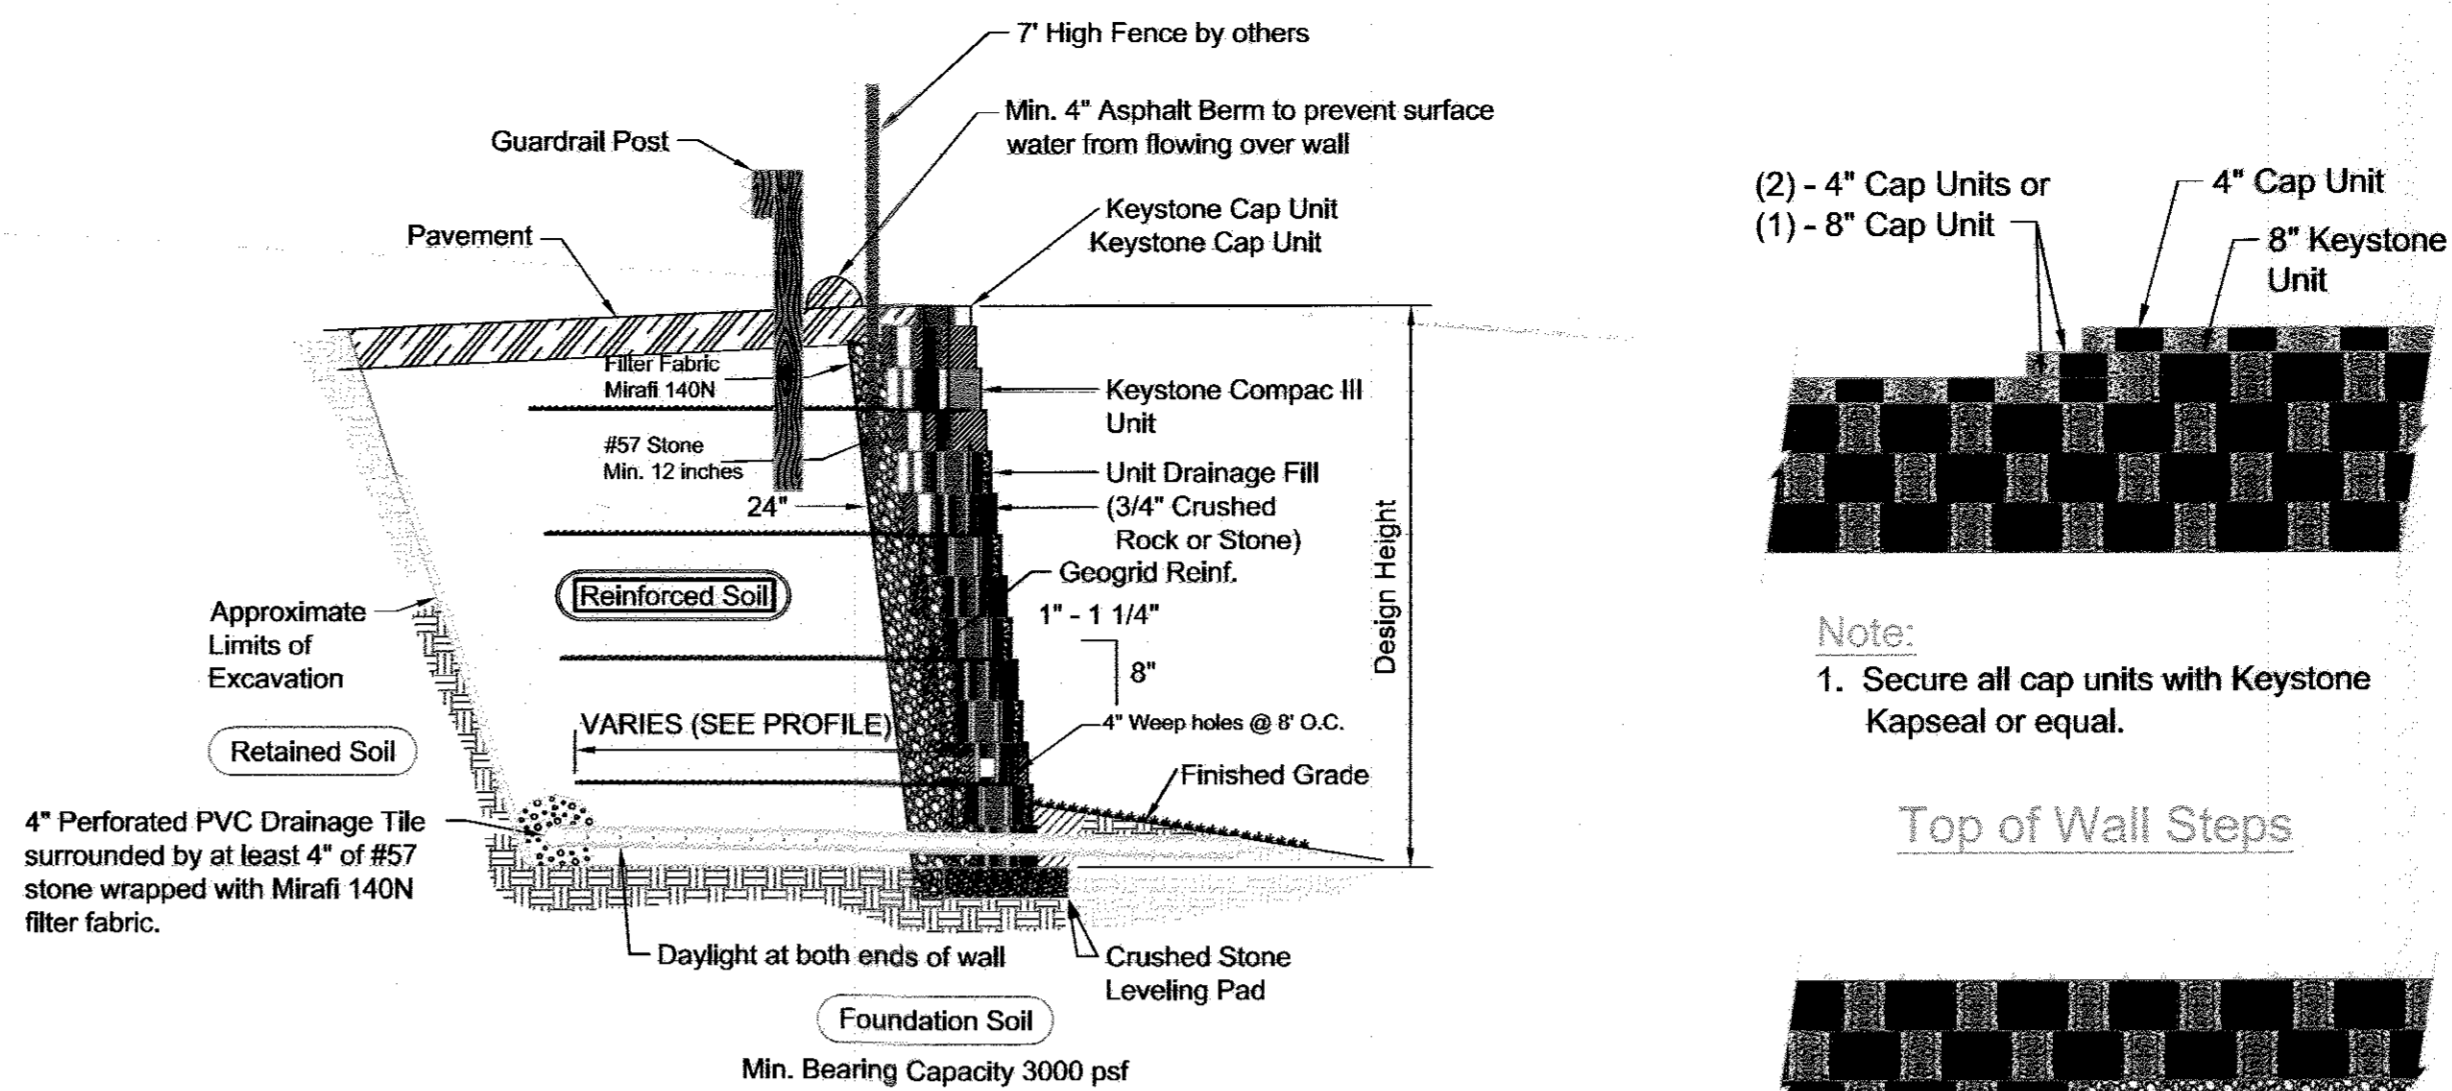 7' High Fence by others
Min. 4" Asphalt Berm to prevent surface
water from flowing over wall
Guardrail Post
Keystone Cap Unit
Keystone Cap Unit
Pavement
Filter Fabric
Mirafi 140N
Keystone Compac III
Unit
#57 Stone
Min. 12 inches
Unit Drainage Fill
(3/4" Crushed
Rock or Stone)
24"
Geogrid Reinf.
Reinforced Soil
1" - 1 1/4"
8"
Design Height
Approximate
Limits of
Excavation
VARIES (SEE PROFILE)
4" Weep holes @ 8' O.C.
Retained Soil
Finished Grade
4" Perforated PVC Drainage Tile
surrounded by at least 4" of #57
stone wrapped with Mirafi 140N
filter fabric.
Daylight at both ends of wall
Crushed Stone
Leveling Pad
Foundation Soil
Min. Bearing Capacity 3000 psf
(2) - 4" Cap Units or
(1) - 8" Cap Unit
4" Cap Unit
8" Keystone
Unit
Note:
1. Secure all cap units with Keystone
Kapseal or equal.
Top of Wall Steps